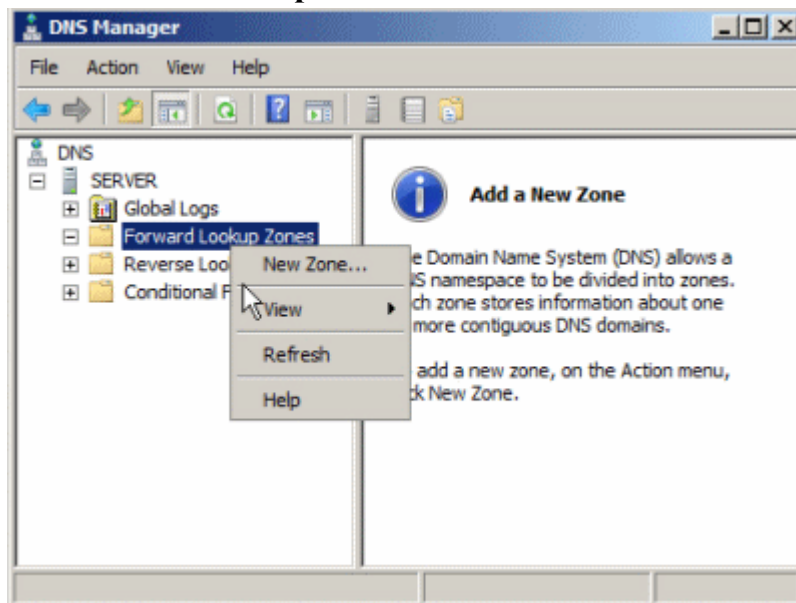 DNS Manager
File Action View Help
DNS
SERVER
Global Logs
Forward Lookup Zones
Reverse Loo
Conditional F
New Zone...
View
Refresh
Help
Add a New Zone
e Domain Name System (DNS) allows a
NS namespace to be divided into zones.
ch zone stores information about one
more contiguous DNS domains.
add a new zone, on the Action menu,
ck New Zone.